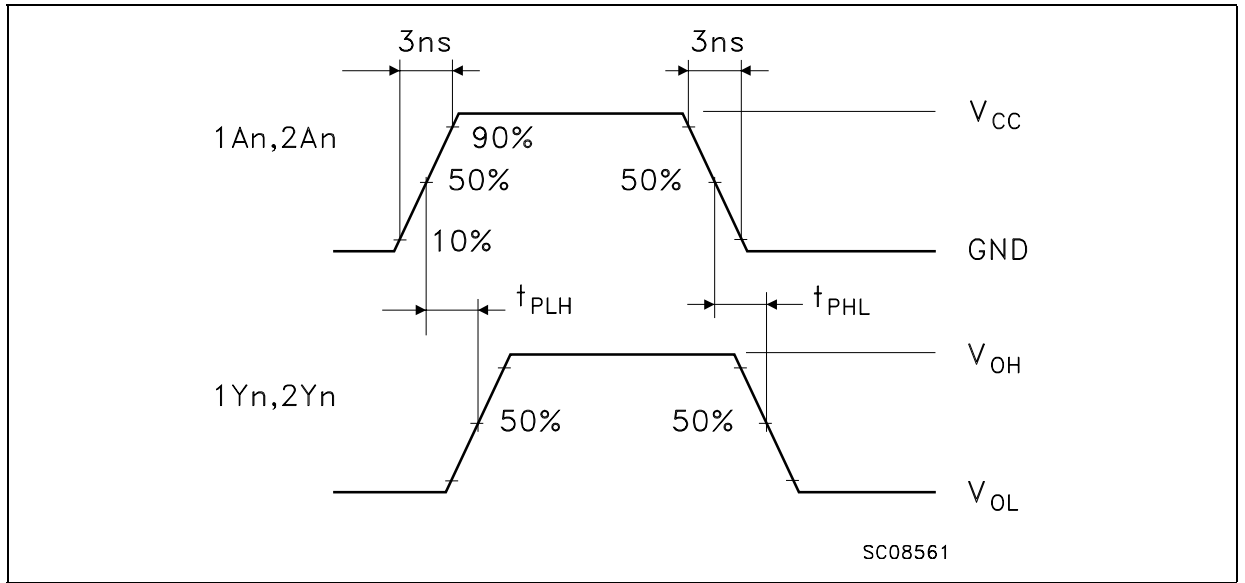 3ns
3ns
1An,2An
VCC
90%
50%
50%
10%
GND
tPLH
tPHL
VOH
1Yn,2Yn
50%
50%
VOL
SC08561